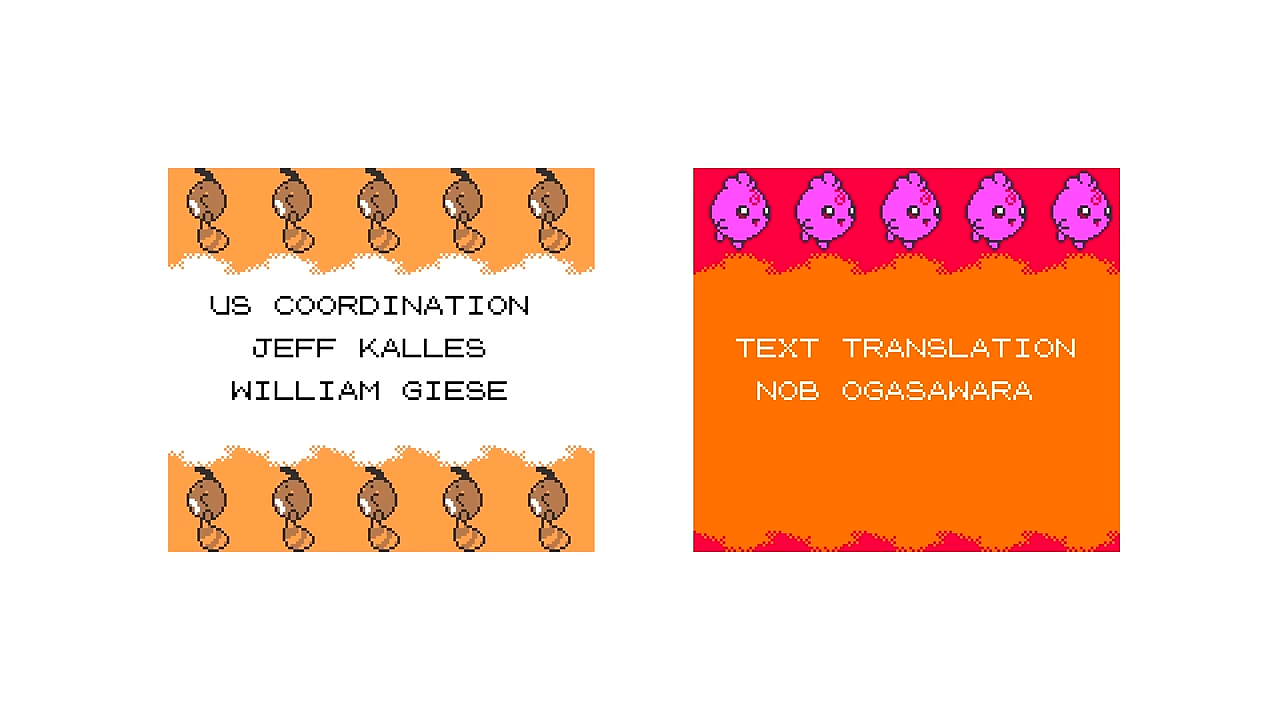 US COORDINATION
JEFF KALLES
WILLIAM GIESE
TEXT TRANSLATION
NOB OGASAWARA